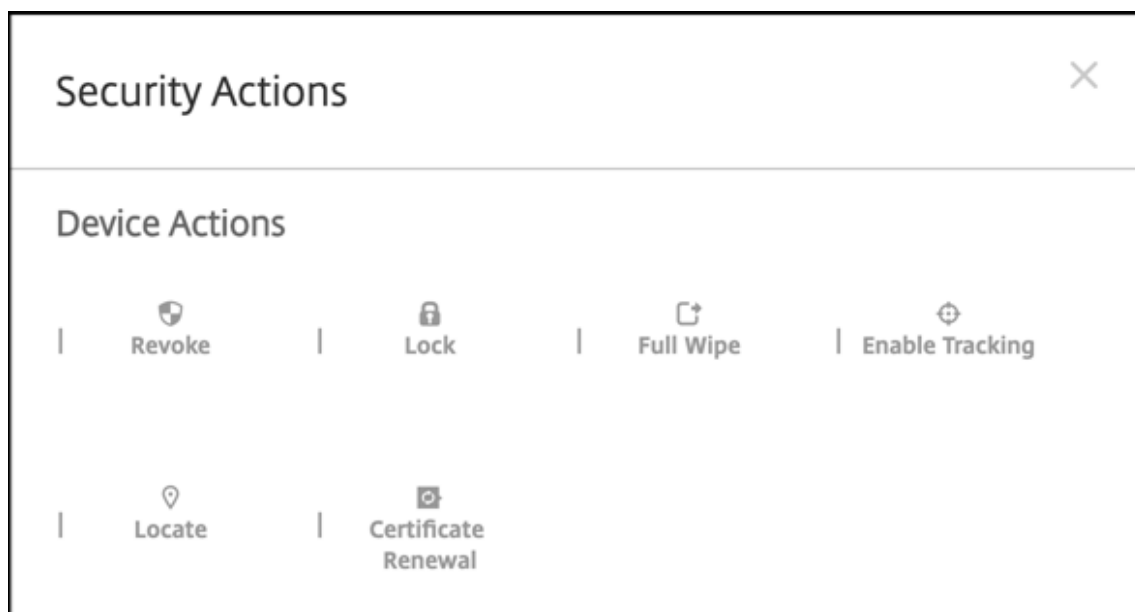 Security Actions
Device Actions
Revoke
Lock
Full Wipe
Enable Tracking
Locate
Certificate
Renewal